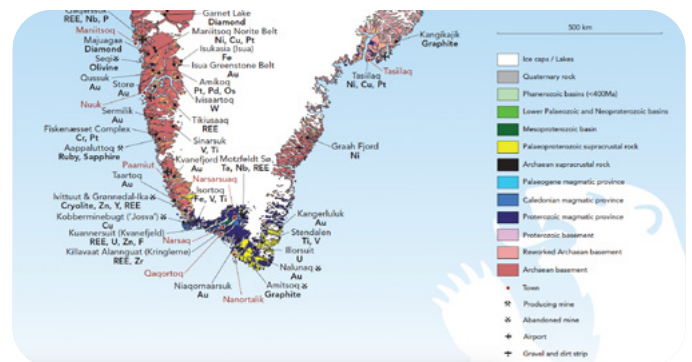 REE, Nb, P
Maniitsoq
Majuagaa
Diamond
Seqi
Olivine
Qussuk
Au
Storø
Au
Nuuk
Sermilik
Au
Fiskenæsset Complex
Cr, Pt
Aappaluttoq
Ruby, Sapphire
Paamiut
Taartoq
Au
Ivittuut & Grønnedal-Ika
Cryolite, Zn, Y, REE
Kobberminebugt ('Josva')
Cu
Kuannersuit (Kvanefjeld)
REE, U, Zn, F
Narsaq
Killavaat Alannguat (Kringlerne)
REE, Zr
Qaqortoq
Niaqornaarsuk
Au
Nanortalik
Garnet Lake
Diamond
Maniitsoq Norite Belt
Ni, Cu, Pt
Isukasia (Isua)
Fe
Isua Greenstone Belt
Au
Amikoq
Pt, Pd, Os
Ivisaartoq
W
Tikiusaaq
REE
Sinarsuk
V, Ti
Kvanefjord
Au
Motzfeldt Sø,
Ta, Nb, REE
Narsarsuaq
Isortoq
Fe, V, Ti
Kangerluluk
Au
Stendalen
Ti, V
Illorsuit
U
Nalunaq
Au
Amitsoq
Graphite
Graah Fjord
Ni
Tasiilaq
Ni, Cu, Pt
Tasiilaq
Kangikajik
Graphite
500 km
Ice caps / Lakes
Quaternary rock
Phanerozoic basins (<400Ma)
Lower Palaeozoic and Neoproterozoic basins
Mesoproterozoic basin
Palaeoproterozoic supracrustal rock
Archaean supracrustal rock
Palaeogene magmatic province
Caledonian magmatic province
Proterozoic magmatic province
Proterozoic basement
Reworked Archaean basement
Archaean basement
Town
Producing mine
Abandoned mine
Airport
Gravel and dirt strip